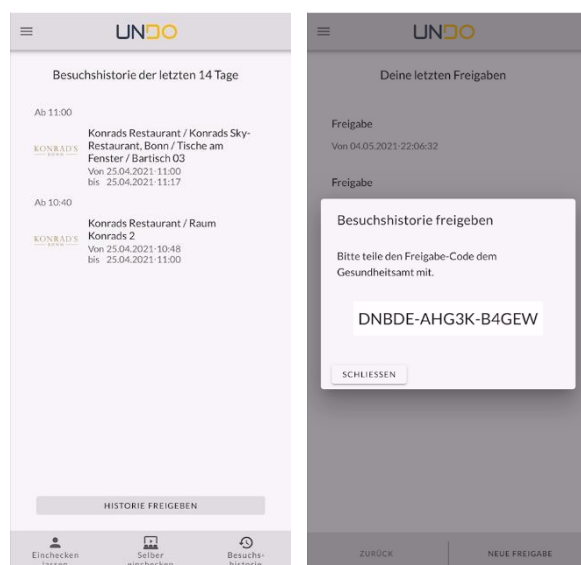 UNDO
Besuchshistorie der letzten 14 Tage
Ab 11:00
KONRAD'S
BONN
Konrads Restaurant / Konrads Sky-
Restaurant, Bonn / Tische am
Fenster / Bartisch 03
Von 25.04.2021-11:00
bis 25.04.2021-11:17
Ab 10:40
KONRAD'S
BONN
Konrads Restaurant / Raum
Konrads 2
Von 25.04.2021-10:48
bis 25.04.2021-11:00
HISTORIE FREIGEBEN
Einchecken
lassen
Selber
einchecken
Besuchs-
historie
UNDO
Deine letzten Freigaben
Freigabe
Von 04.05.2021-22:06:32
Freigabe
Besuchshistorie freigeben
Bitte teile den Freigabe-Code dem
Gesundheitsamt mit.
DNBDE-AHG3K-B4GEW
SCHLIESSEN
ZURÜCK
NEUE FREIGABE